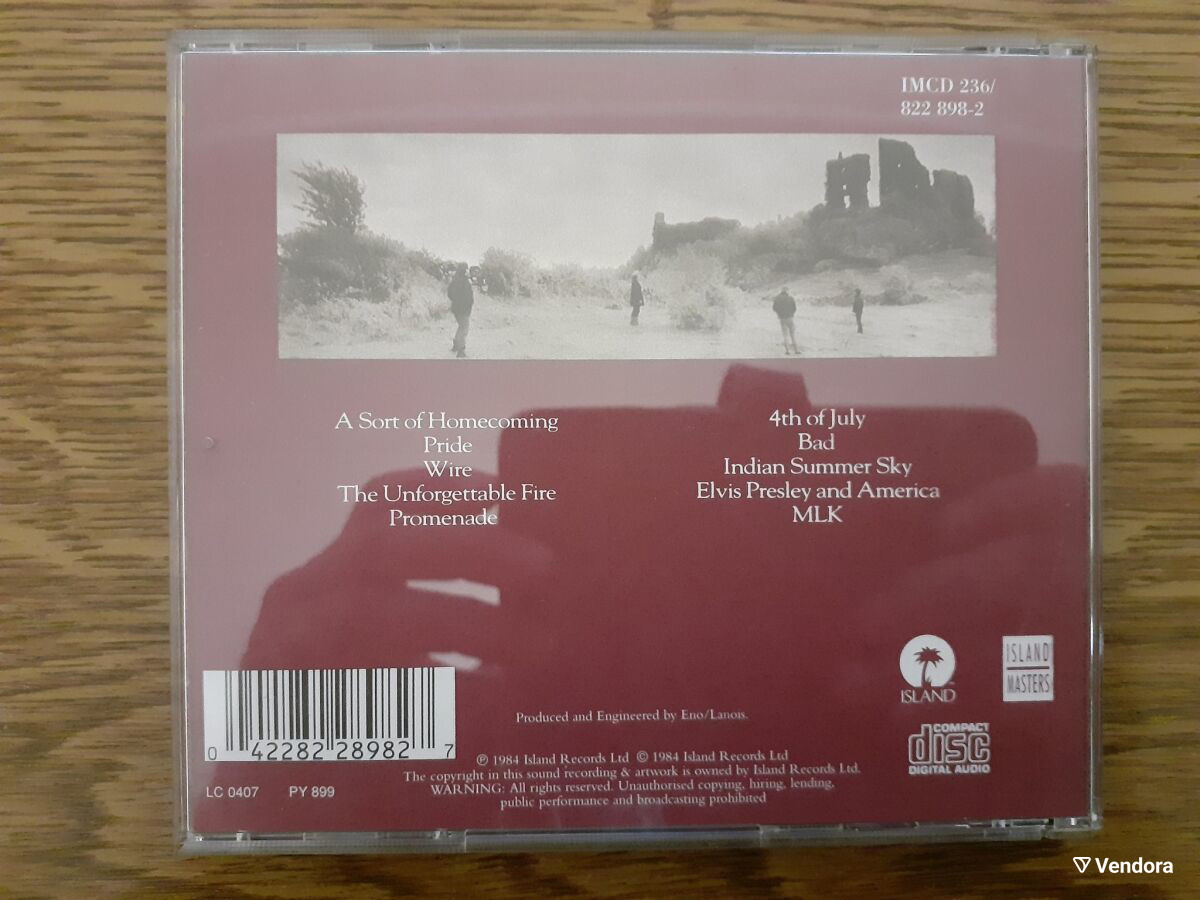 IMCD 236/
822 898-2
A Sort of Homecoming
Pride
Wire
The Unforgettable Fire
Promenade
4th of July
Bad
Indian Summer Sky
Elvis Presley and America
MLK
ISLAND
ISLAND
MASTERS
COMPACT
disc
DIGITAL AUDIO
Produced and Engineered by Eno/Lanois.
℗ 1984 Island Records Ltd © 1984 Island Records Ltd
The copyright in this sound recording & artwork is owned by Island Records Ltd.
WARNING: All rights reserved. Unauthorised copying, hiring, lending,
public performance and broadcasting prohibited
0 42282 28982 7
LC 0407 PY 899
Vendora